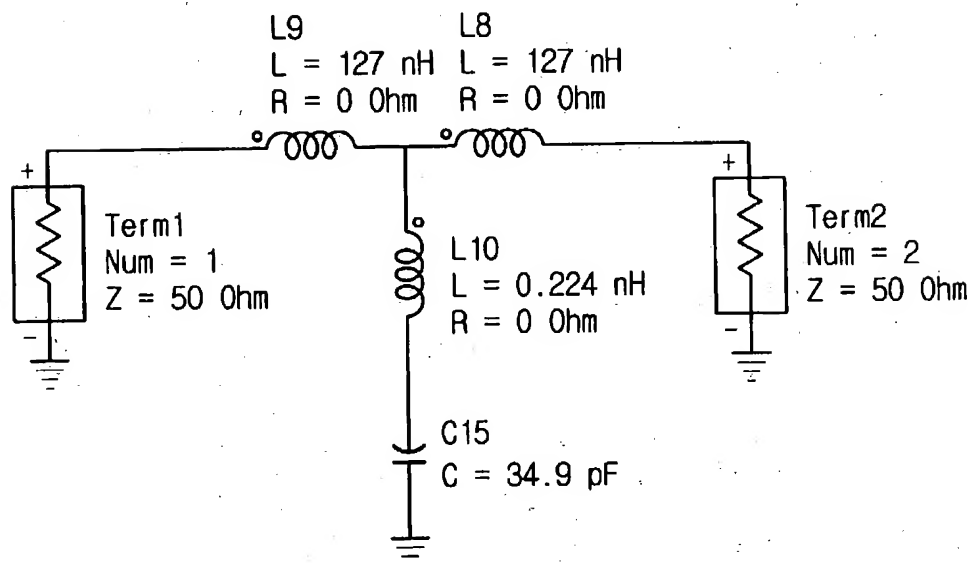 L9
L = 127 nH
R = 0 Ohm
L8
L = 127 nH
R = 0 Ohm
+
Term1
Num = 1
Z = 50 Ohm
-
L10
L = 0.224 nH
R = 0 Ohm
+
Term2
Num = 2
Z = 50 Ohm
-
C15
C = 34.9 pF